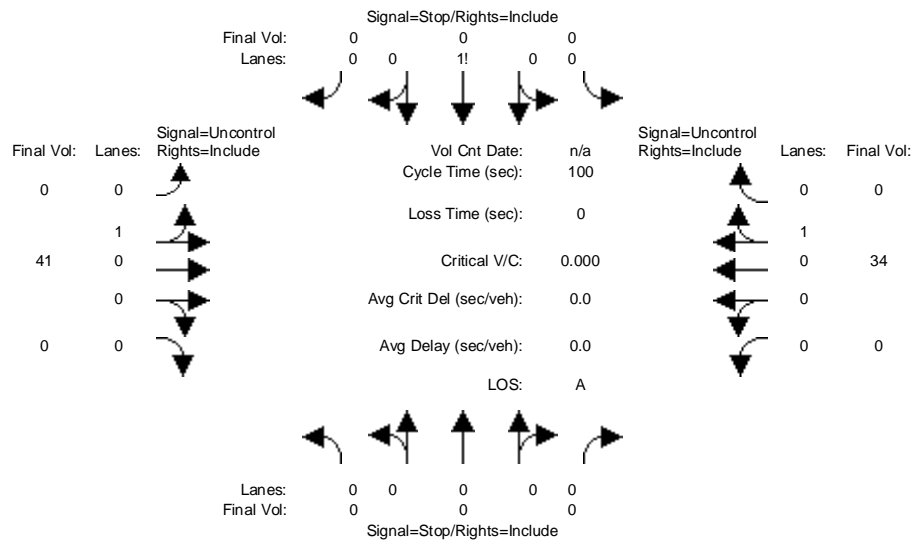 Signal=Stop/Rights=Include
Final Vol: 0 0 0
Lanes: 0 0 1! 0 0
Signal=Uncontrol Signal=Uncontrol
Final Vol: Lanes: Rights=Include Vol Cnt Date: n/a Rights=Include Lanes: Final Vol:
Cycle Time (sec): 100
0 0 0 0
Loss Time (sec): 0
1 1
41 0 Critical V/C: 0.000 0 34
0 Avg Crit Del (sec/veh): 0.0 0
0 0 Avg Delay (sec/veh): 0.0 0 0
LOS: A
Lanes: 0 0 0 0 0
Final Vol: 0 0 0
Signal=Stop/Rights=Include